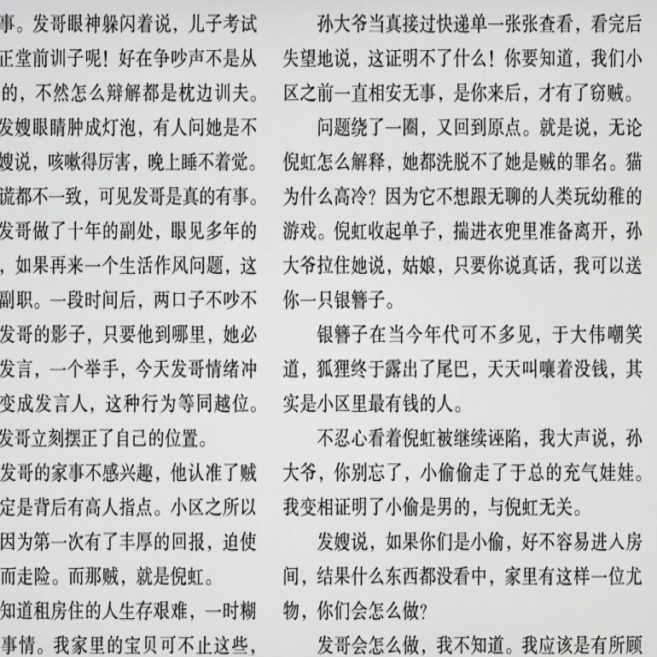 事。发哥眼神躲闪着说，儿子考试
正堂前训子呢！好在争吵声不是从
的，不然怎么辩解都是枕边训夫。
发嫂眼睛肿成灯泡，有人问她是不
嫂说，咳嗽得厉害，晚上睡不着觉。
谎都不一致，可见发哥是真的有事。
发哥做了十年的副处，眼见多年的
，如果再来一个生活作风问题，这
副职。一段时间后，两口子不吵不
发哥的影子，只要他到哪里，她必
发言，一个举手，今天发哥情绪冲
变成发言人，这种行为等同越位。
发哥立刻摆正了自己的位置。
发哥的家事不感兴趣，他认准了贼
定是背后有高人指点。小区之所以
因为第一次有了丰厚的回报，迫使
而走险。而那贼，就是倪虹。
知道租房住的人生存艰难，一时糊
事情。我家里的宝贝可不止这些，
孙大爷当真接过快递单一张张查看，看完后
失望地说，这证明不了什么！你要知道，我们小
区之前一直相安无事，是你来后，才有了窃贼。
问题绕了一圈，又回到原点。就是说，无论
倪虹怎么解释，她都洗脱不了她是贼的罪名。猫
为什么高冷？因为它不想跟无聊的人类玩幼稚的
游戏。倪虹收起单子，揣进衣兜里准备离开，孙
大爷拉住她说，姑娘，只要你说真话，我可以送
你一只银簪子。
银簪子在当今年代可不多见，于大伟嘲笑
道，狐狸终于露出了尾巴，天天叫嚷着没钱，其
实是小区里最有钱的人。
不忍心看着倪虹被继续诬陷，我大声说，孙
大爷，你别忘了，小偷偷走了于总的充气娃娃。
我变相证明了小偷是男的，与倪虹无关。
发嫂说，如果你们是小偷，好不容易进入房
间，结果什么东西都没看中，家里有这样一位尤
物，你们会怎么做？
发哥会怎么做，我不知道。我应该是有所顾